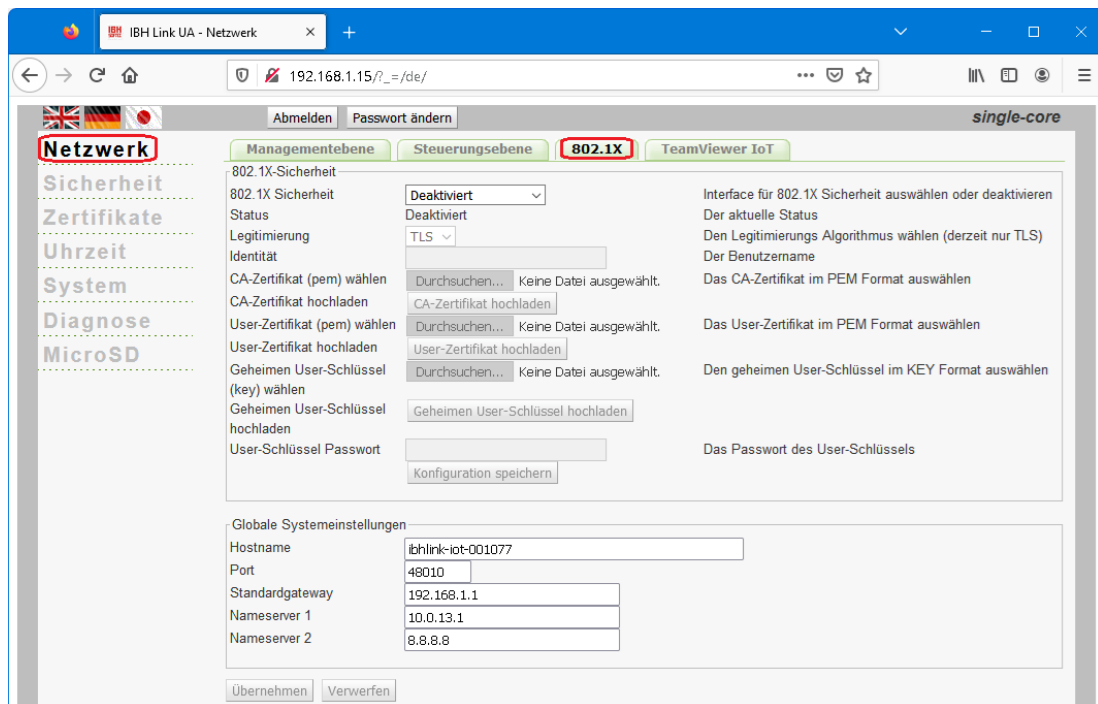 IBH Link UA - Netzwerk
192.168.1.15/?_=/de/
Abmelden Passwort ändern single-core
Netzwerk
Sicherheit
Zertifikate
Uhrzeit
System
Diagnose
MicroSD
Managementebene Steuerungsebene 802.1X TeamViewer IoT
802.1X-Sicherheit
802.1X Sicherheit Deaktiviert Interface für 802.1X Sicherheit auswählen oder deaktivieren
Status Deaktiviert Der aktuelle Status
Legitimierung TLS Den Legitimierungs Algorithmus wählen (derzeit nur TLS)
Identität Der Benutzername
CA-Zertifikat (pem) wählen Durchsuchen... Keine Datei ausgewählt. Das CA-Zertifikat im PEM Format auswählen
CA-Zertifikat hochladen CA-Zertifikat hochladen
User-Zertifikat (pem) wählen Durchsuchen... Keine Datei ausgewählt. Das User-Zertifikat im PEM Format auswählen
User-Zertifikat hochladen User-Zertifikat hochladen
Geheimen User-Schlüssel Durchsuchen... Keine Datei ausgewählt. Den geheimen User-Schlüssel im KEY Format auswählen
(key) wählen
Geheimen User-Schlüssel Geheimen User-Schlüssel hochladen
hochladen
User-Schlüssel Passwort Das Passwort des User-Schlüssels
Konfiguration speichern
Globale Systemeinstellungen
Hostname ibhlink-iot-001077
Port 48010
Standardgateway 192.168.1.1
Nameserver 1 10.0.13.1
Nameserver 2 8.8.8.8
Übernehmen Verwerfen